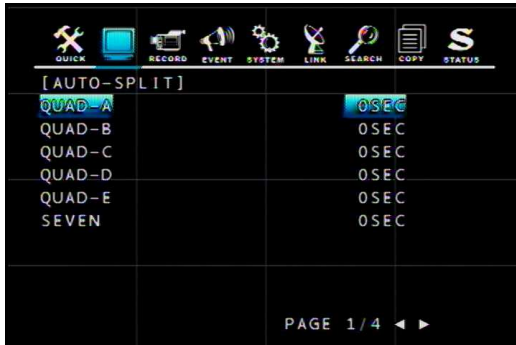 QUICK RECORD EVENT SYSTEM LINK SEARCH COPY STATUS
[AUTO-SPLIT]
QUAD-A 0SEC
QUAD-B 0SEC
QUAD-C 0SEC
QUAD-D 0SEC
QUAD-E 0SEC
SEVEN 0SEC
PAGE 1/4 ◄ ►